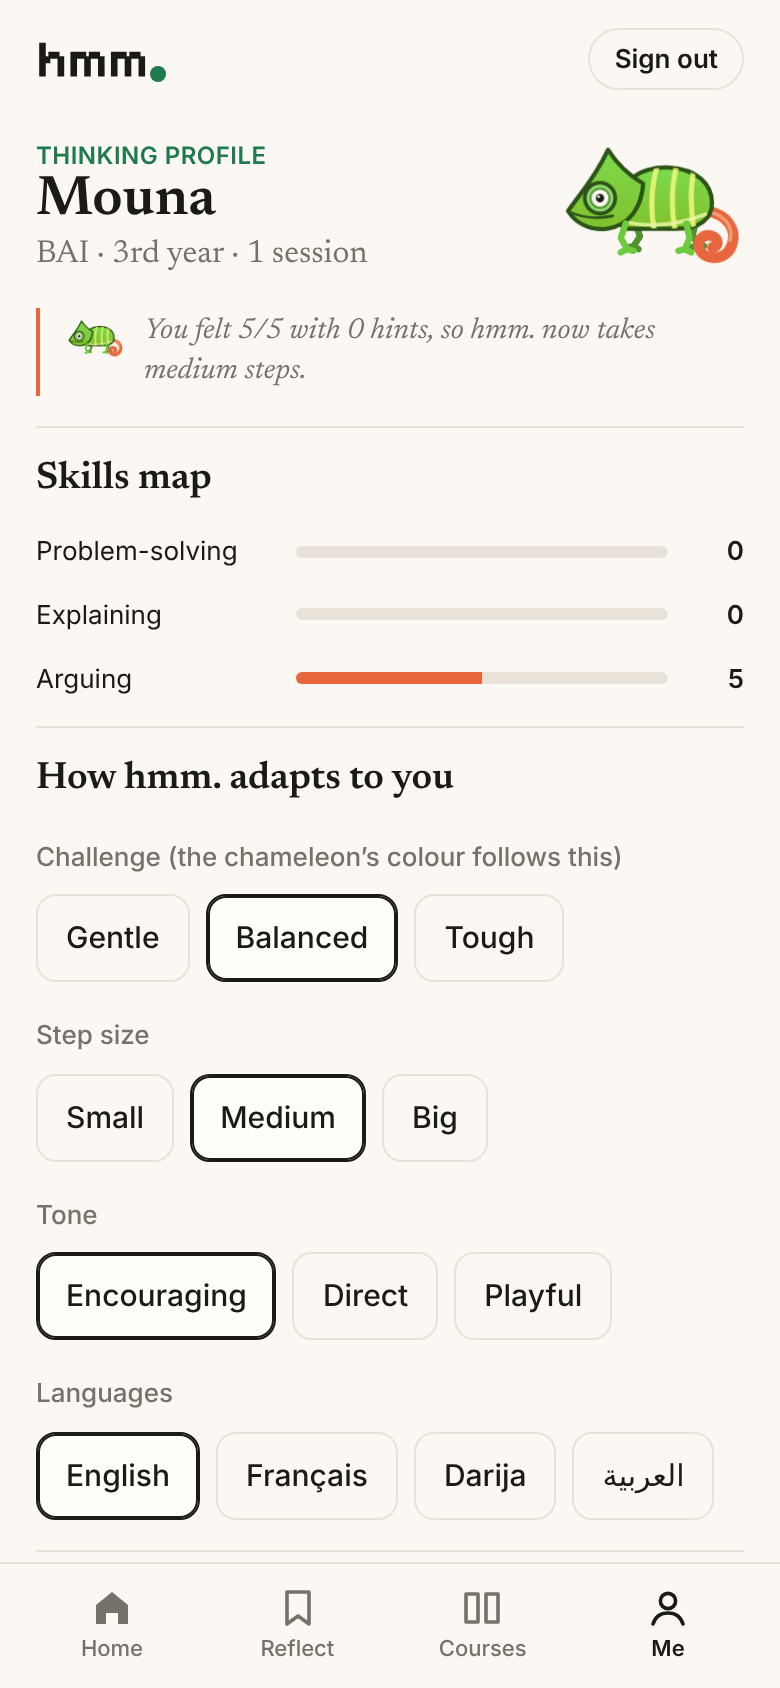 hmm.
Sign out
THINKING PROFILE
Mouna
BAI · 3rd year · 1 session
You felt 5/5 with 0 hints, so hmm. now takes
medium steps.
Skills map
Problem-solving 0
Explaining 0
Arguing 5
How hmm. adapts to you
Challenge (the chameleon’s colour follows this)
Gentle Balanced Tough
Step size
Small Medium Big
Tone
Encouraging Direct Playful
Languages
English Français Darija العربية
Home Reflect Courses Me